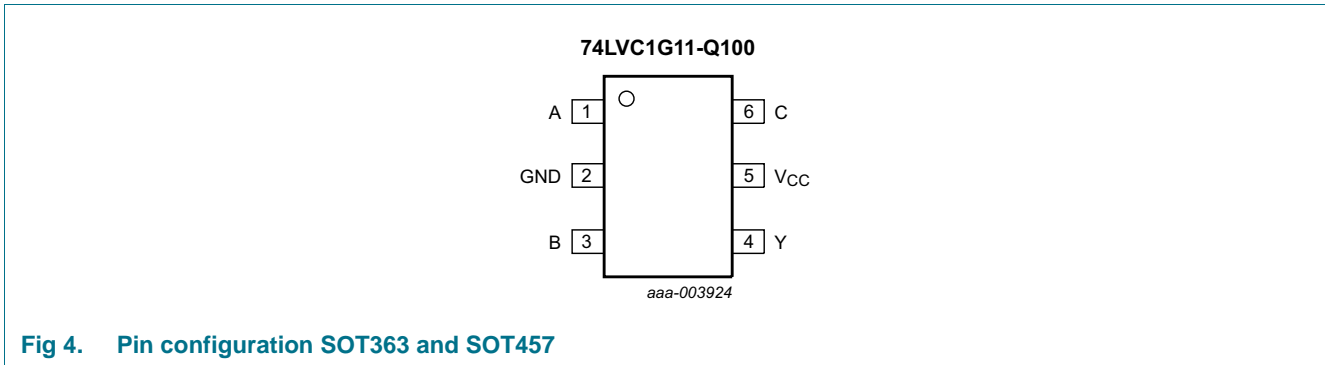 74LVC1G11-Q100
A 1 6 C
GND 2 5 VCC
B 3 4 Y
aaa-003924
Fig 4. Pin configuration SOT363 and SOT457